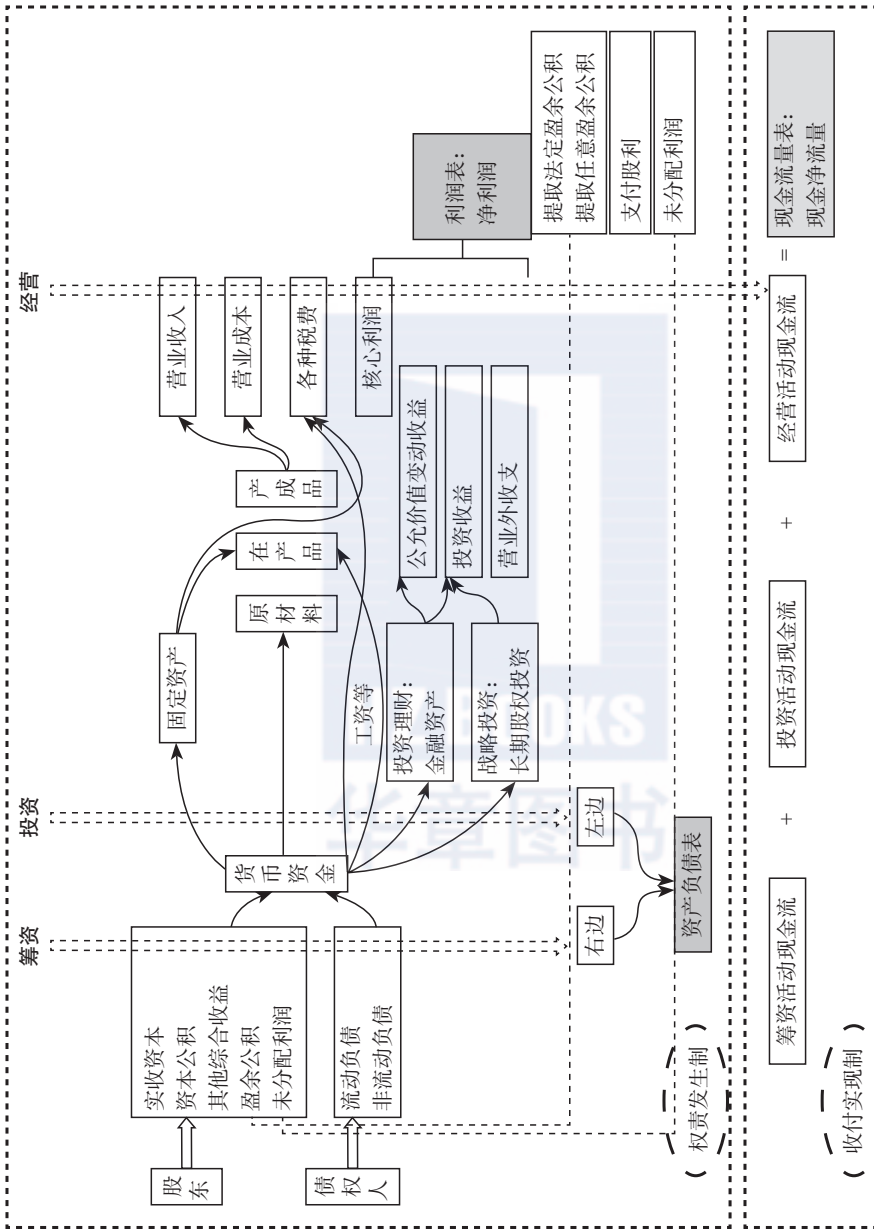 筹资
投资
经营
股东
实收资本
资本公积
其他综合收益
盈余公积
未分配利润
债权人
流动负债
非流动负债
货币资金
固定资产
原材料
在产品
产成品
工资等
营业收入
营业成本
各种税费
核心利润
投资理财：
金融资产
战略投资：
长期股权投资
公允价值变动收益
投资收益
营业外收支
利润表：
净利润
提取法定盈余公积
提取任意盈余公积
支付股利
未分配利润
右边
左边
资产负债表
权责发生制
筹资活动现金流
+
投资活动现金流
+
经营活动现金流
=
现金流量表：
现金净流量
收付实现制
华章图书